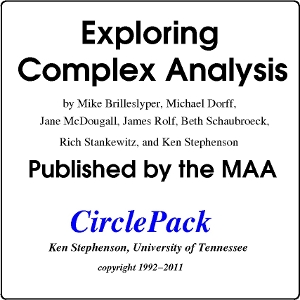 Exploring
Complex Analysis
by Mike Brilleslyper, Michael Dorff,
Jane McDougall, James Rolf, Beth Schaubroeck,
Rich Stankewitz, and Ken Stephenson
Published by the MAA
CirclePack
Ken Stephenson, University of Tennessee
copyright 1992−2011